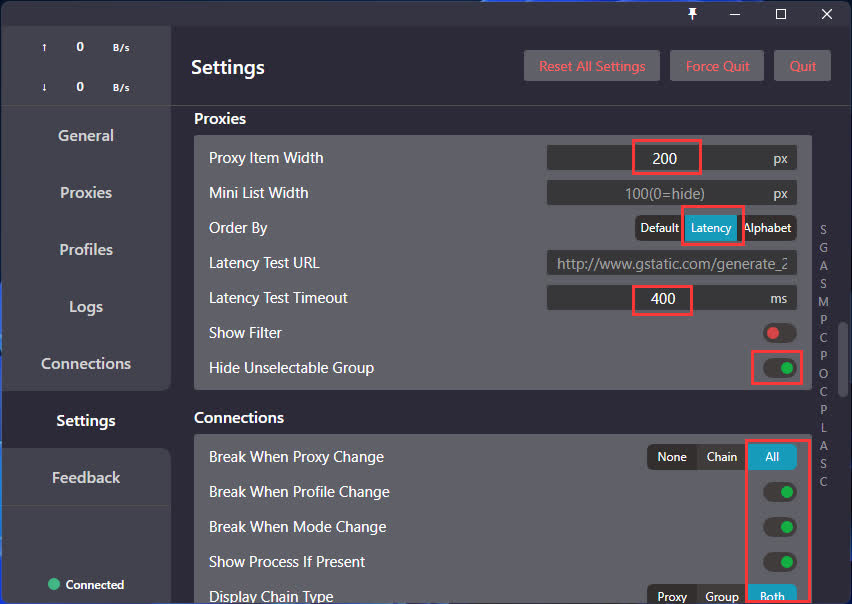 ↑ 0 B/s
↓ 0 B/s
General
Proxies
Profiles
Logs
Connections
Settings
Feedback
Connected
Settings
Reset All Settings Force Quit Quit
Proxies
Proxy Item Width 200 px
Mini List Width 100(0=hide) px
Order By Default Latency Alphabet
Latency Test URL http://www.gstatic.com/generate_2
Latency Test Timeout 400 ms
Show Filter
Hide Unselectable Group
Connections
Break When Proxy Change None Chain All
Break When Profile Change
Break When Mode Change
Show Process If Present
Display Chain Type Proxy Group Both
S
G
A
S
M
P
C
P
O
C
P
L
A
S
C